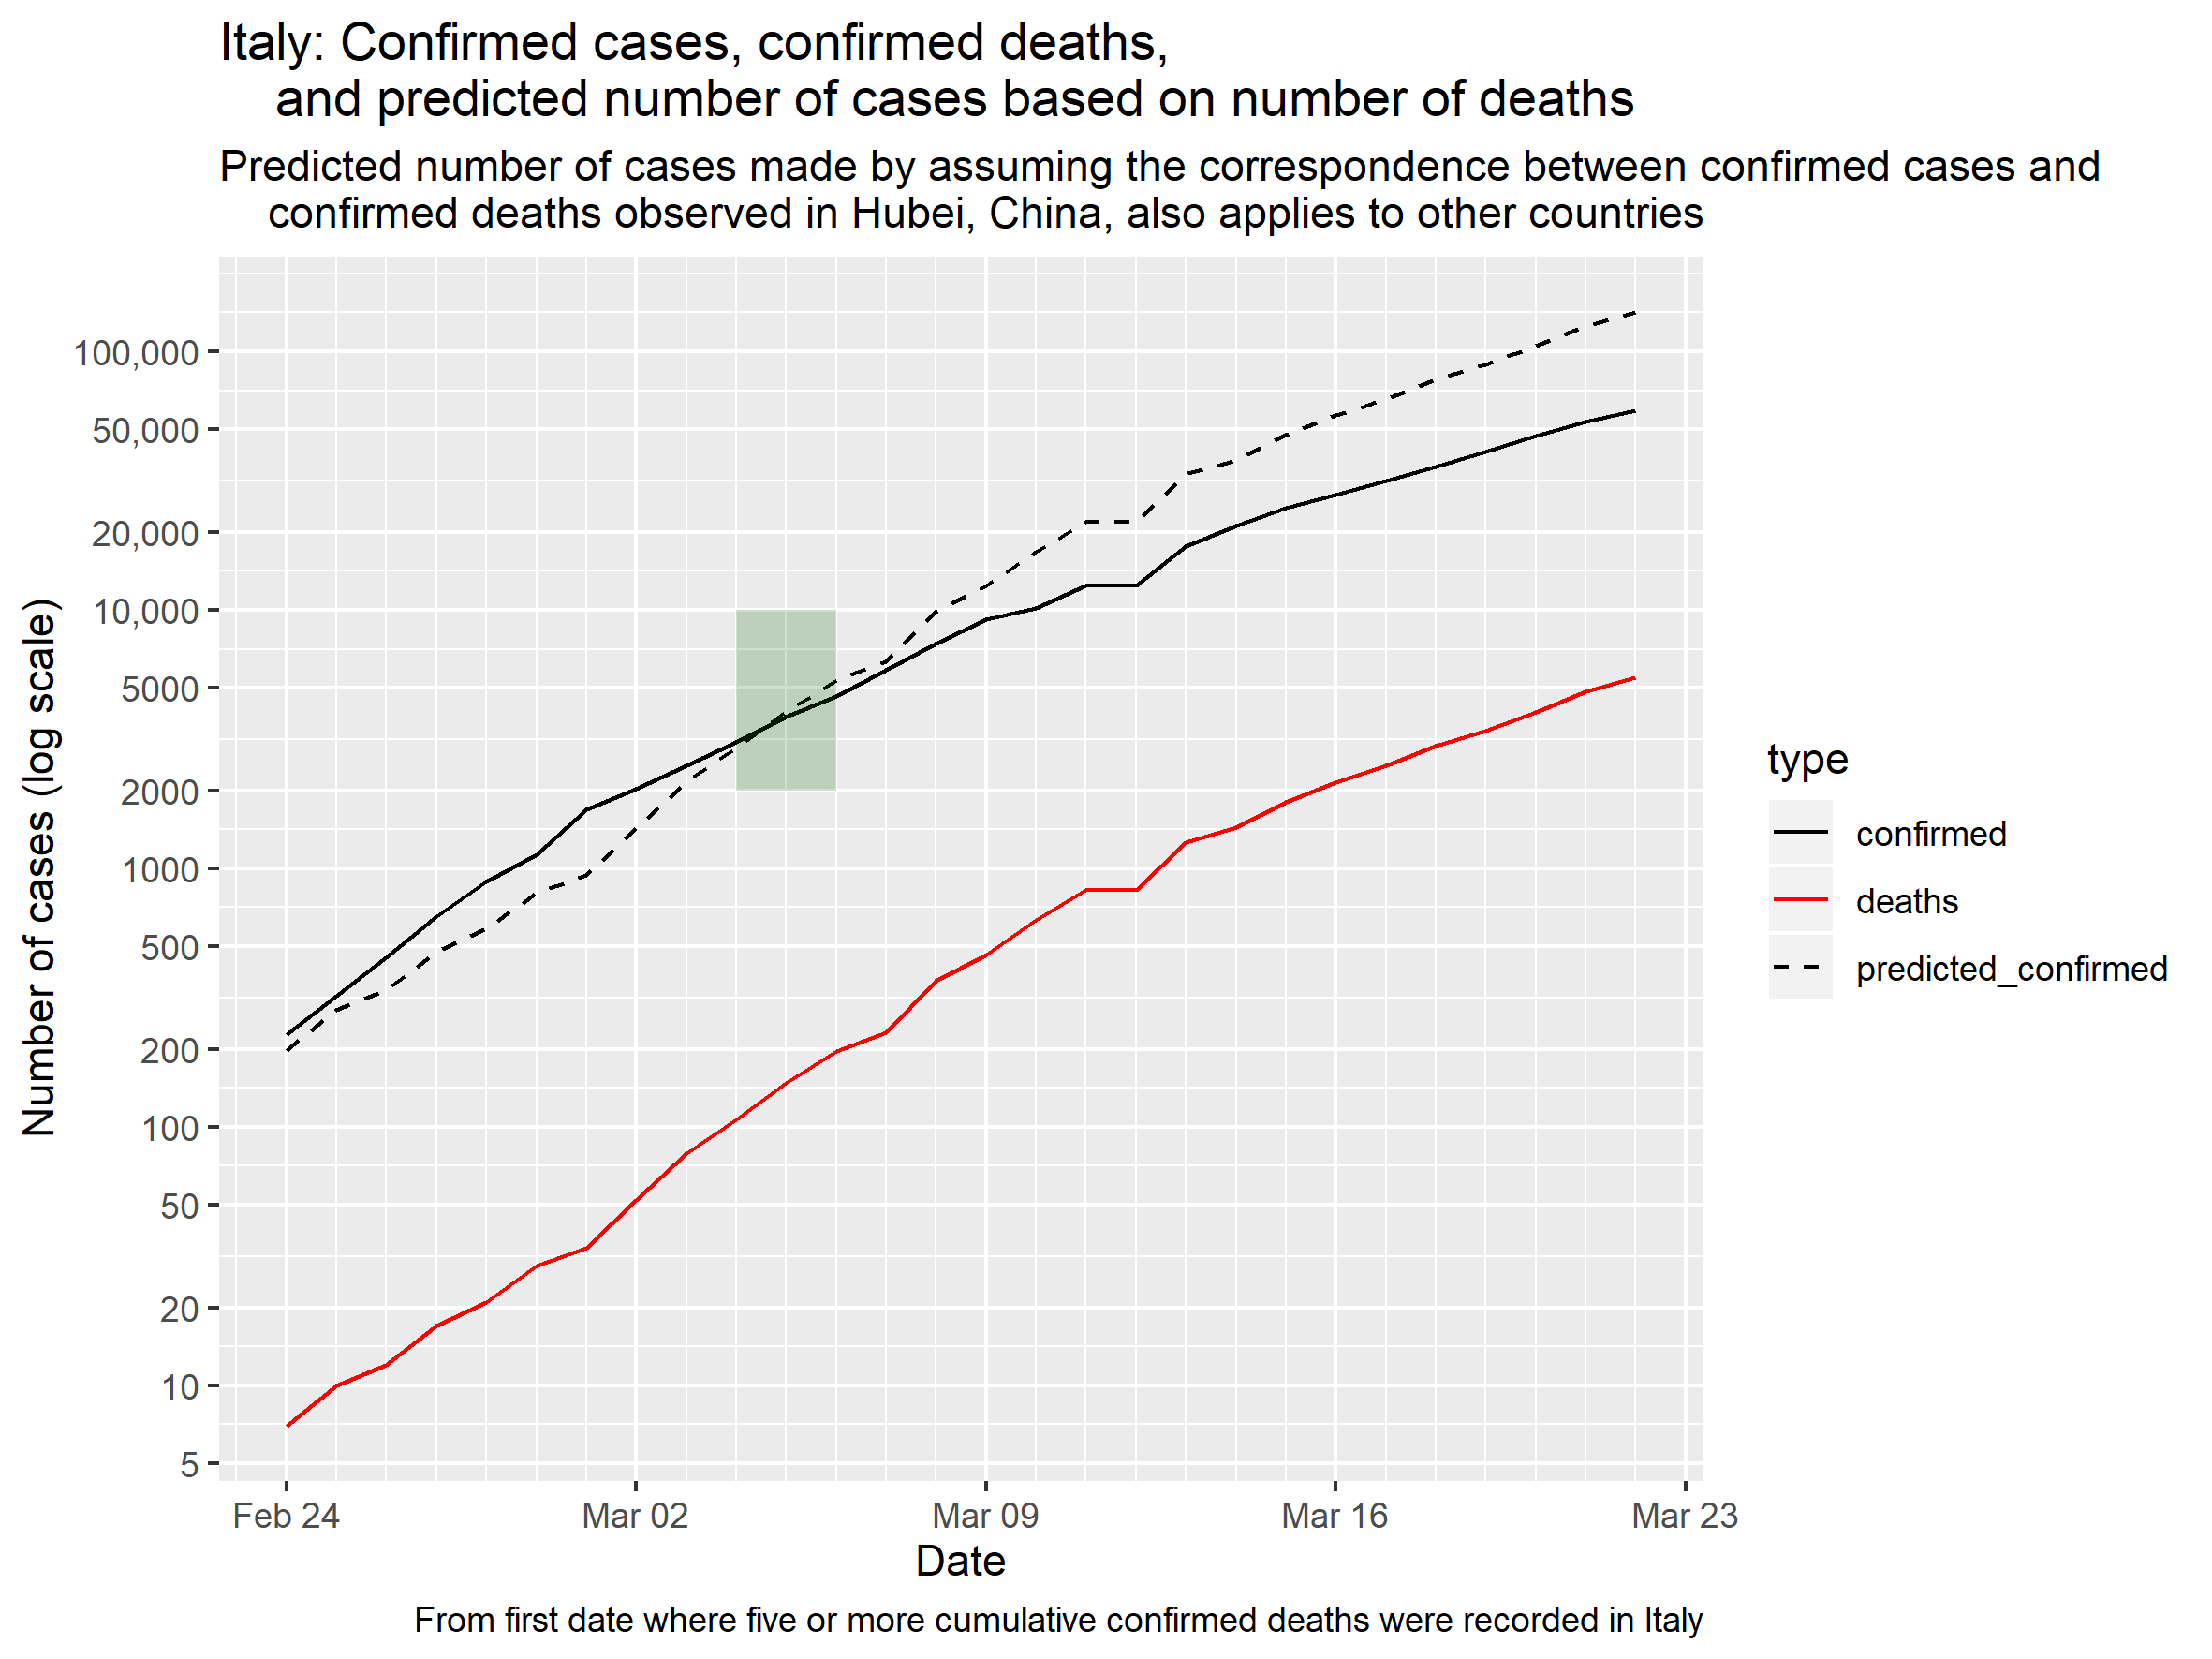 Italy: Confirmed cases, confirmed deaths,
and predicted number of cases based on number of deaths
Predicted number of cases made by assuming the correspondence between confirmed cases and
confirmed deaths observed in Hubei, China, also applies to other countries
Number of cases (log scale)
100,000
50,000
20,000
10,000
5000
2000
1000
500
200
100
50
20
10
5
Feb 24
Mar 02
Mar 09
Mar 16
Mar 23
Date
type
confirmed
deaths
predicted_confirmed
From first date where five or more cumulative confirmed deaths were recorded in Italy